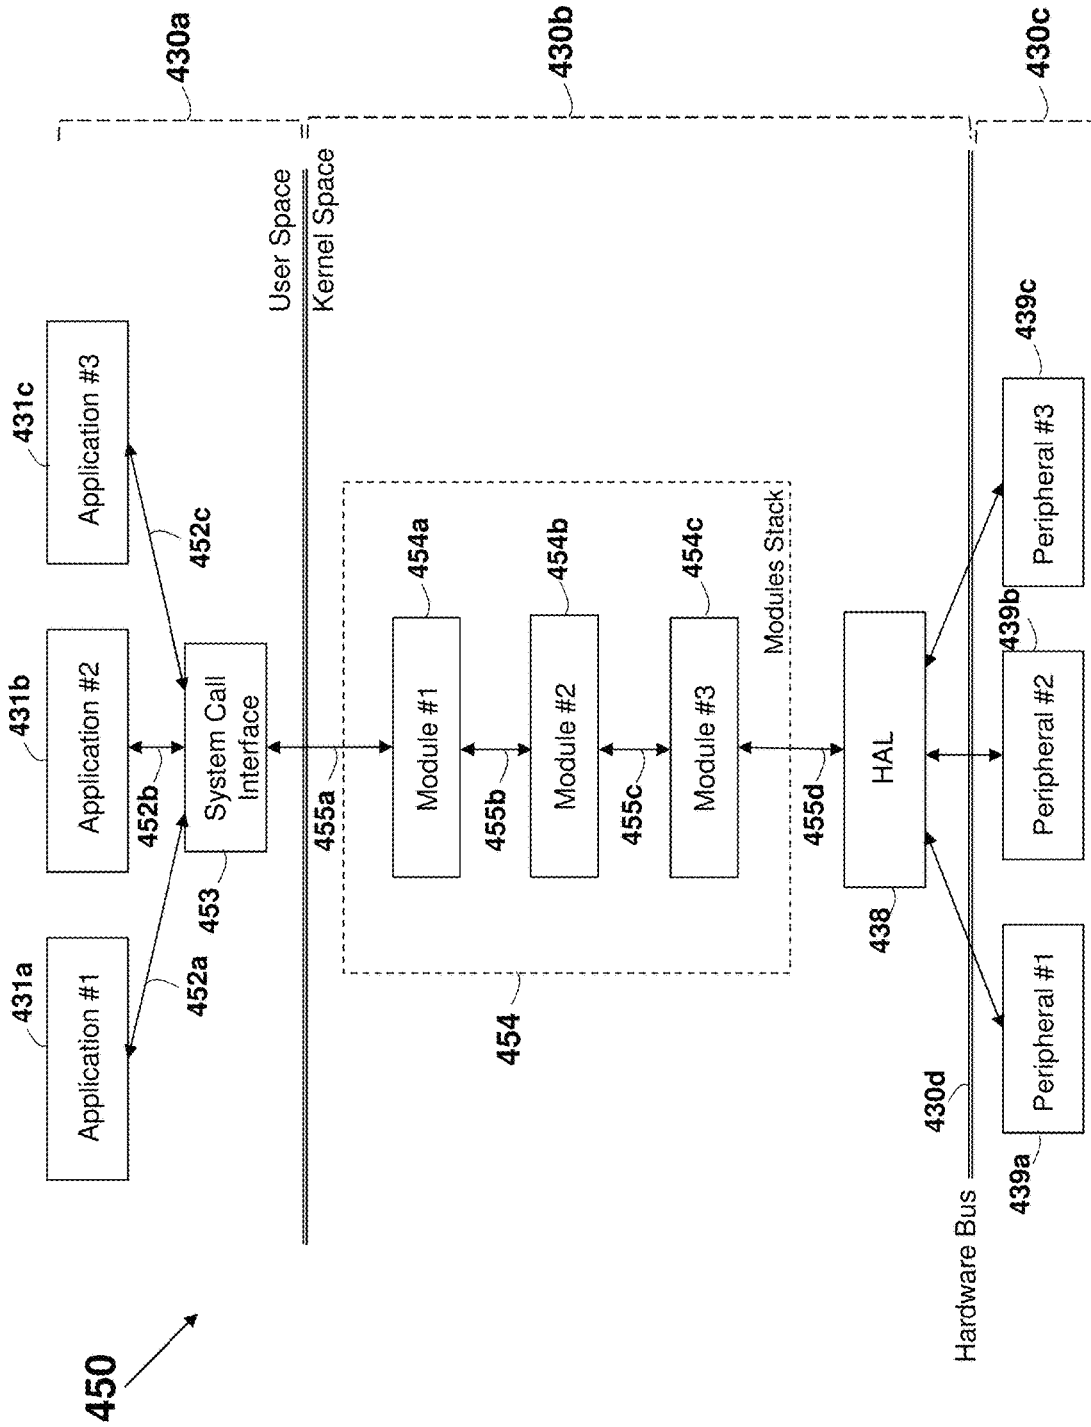 450
431a
Application #1
431b
Application #2
431c
Application #3
430a
452a
452b
452c
453
System Call
Interface
User Space
Kernel Space
455a
430b
454
Module #1
454a
455b
Module #2
454b
455c
Module #3
454c
Modules Stack
455d
438
HAL
Hardware Bus
430d
439a
Peripheral #1
439b
Peripheral #2
439c
Peripheral #3
430c